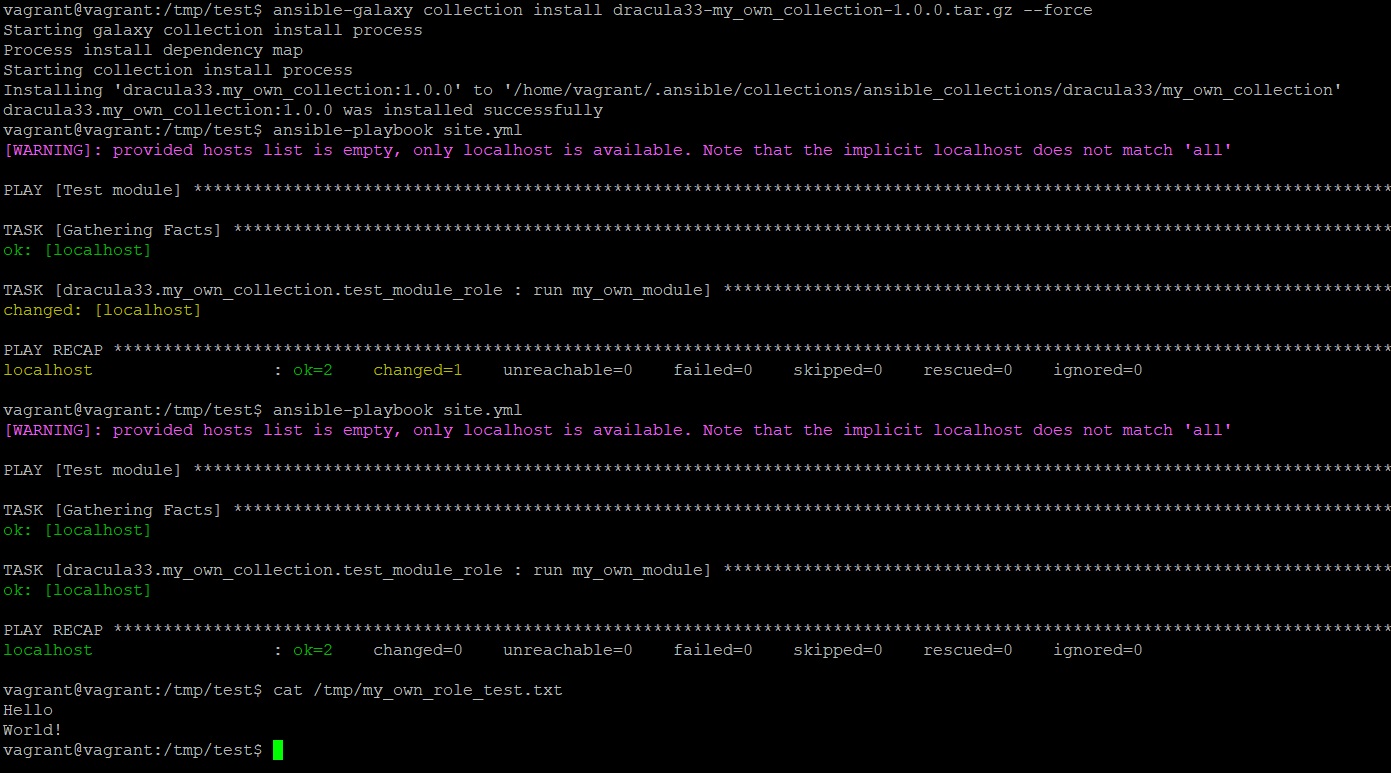 vagrant@vagrant:/tmp/test$ ansible-galaxy collection install dracula33-my_own_collection-1.0.0.tar.gz --force
Starting galaxy collection install process
Process install dependency map
Starting collection install process
Installing 'dracula33.my_own_collection:1.0.0' to '/home/vagrant/.ansible/collections/ansible_collections/dracula33/my_own_collection'
dracula33.my_own_collection:1.0.0 was installed successfully
vagrant@vagrant:/tmp/test$ ansible-playbook site.yml
[WARNING]: provided hosts list is empty, only localhost is available. Note that the implicit localhost does not match 'all'
PLAY [Test module] ************************************************************************************************************************
TASK [Gathering Facts] ********************************************************************************************************************
ok: [localhost]
TASK [dracula33.my_own_collection.test_module_role : run my_own_module] *******************************************************************
changed: [localhost]
PLAY RECAP ********************************************************************************************************************************
localhost                  : ok=2    changed=1    unreachable=0    failed=0    skipped=0    rescued=0    ignored=0
vagrant@vagrant:/tmp/test$ ansible-playbook site.yml
[WARNING]: provided hosts list is empty, only localhost is available. Note that the implicit localhost does not match 'all'
PLAY [Test module] ************************************************************************************************************************
TASK [Gathering Facts] ********************************************************************************************************************
ok: [localhost]
TASK [dracula33.my_own_collection.test_module_role : run my_own_module] *******************************************************************
ok: [localhost]
PLAY RECAP ********************************************************************************************************************************
localhost                  : ok=2    changed=0    unreachable=0    failed=0    skipped=0    rescued=0    ignored=0
vagrant@vagrant:/tmp/test$ cat /tmp/my_own_role_test.txt
Hello
World!
vagrant@vagrant:/tmp/test$